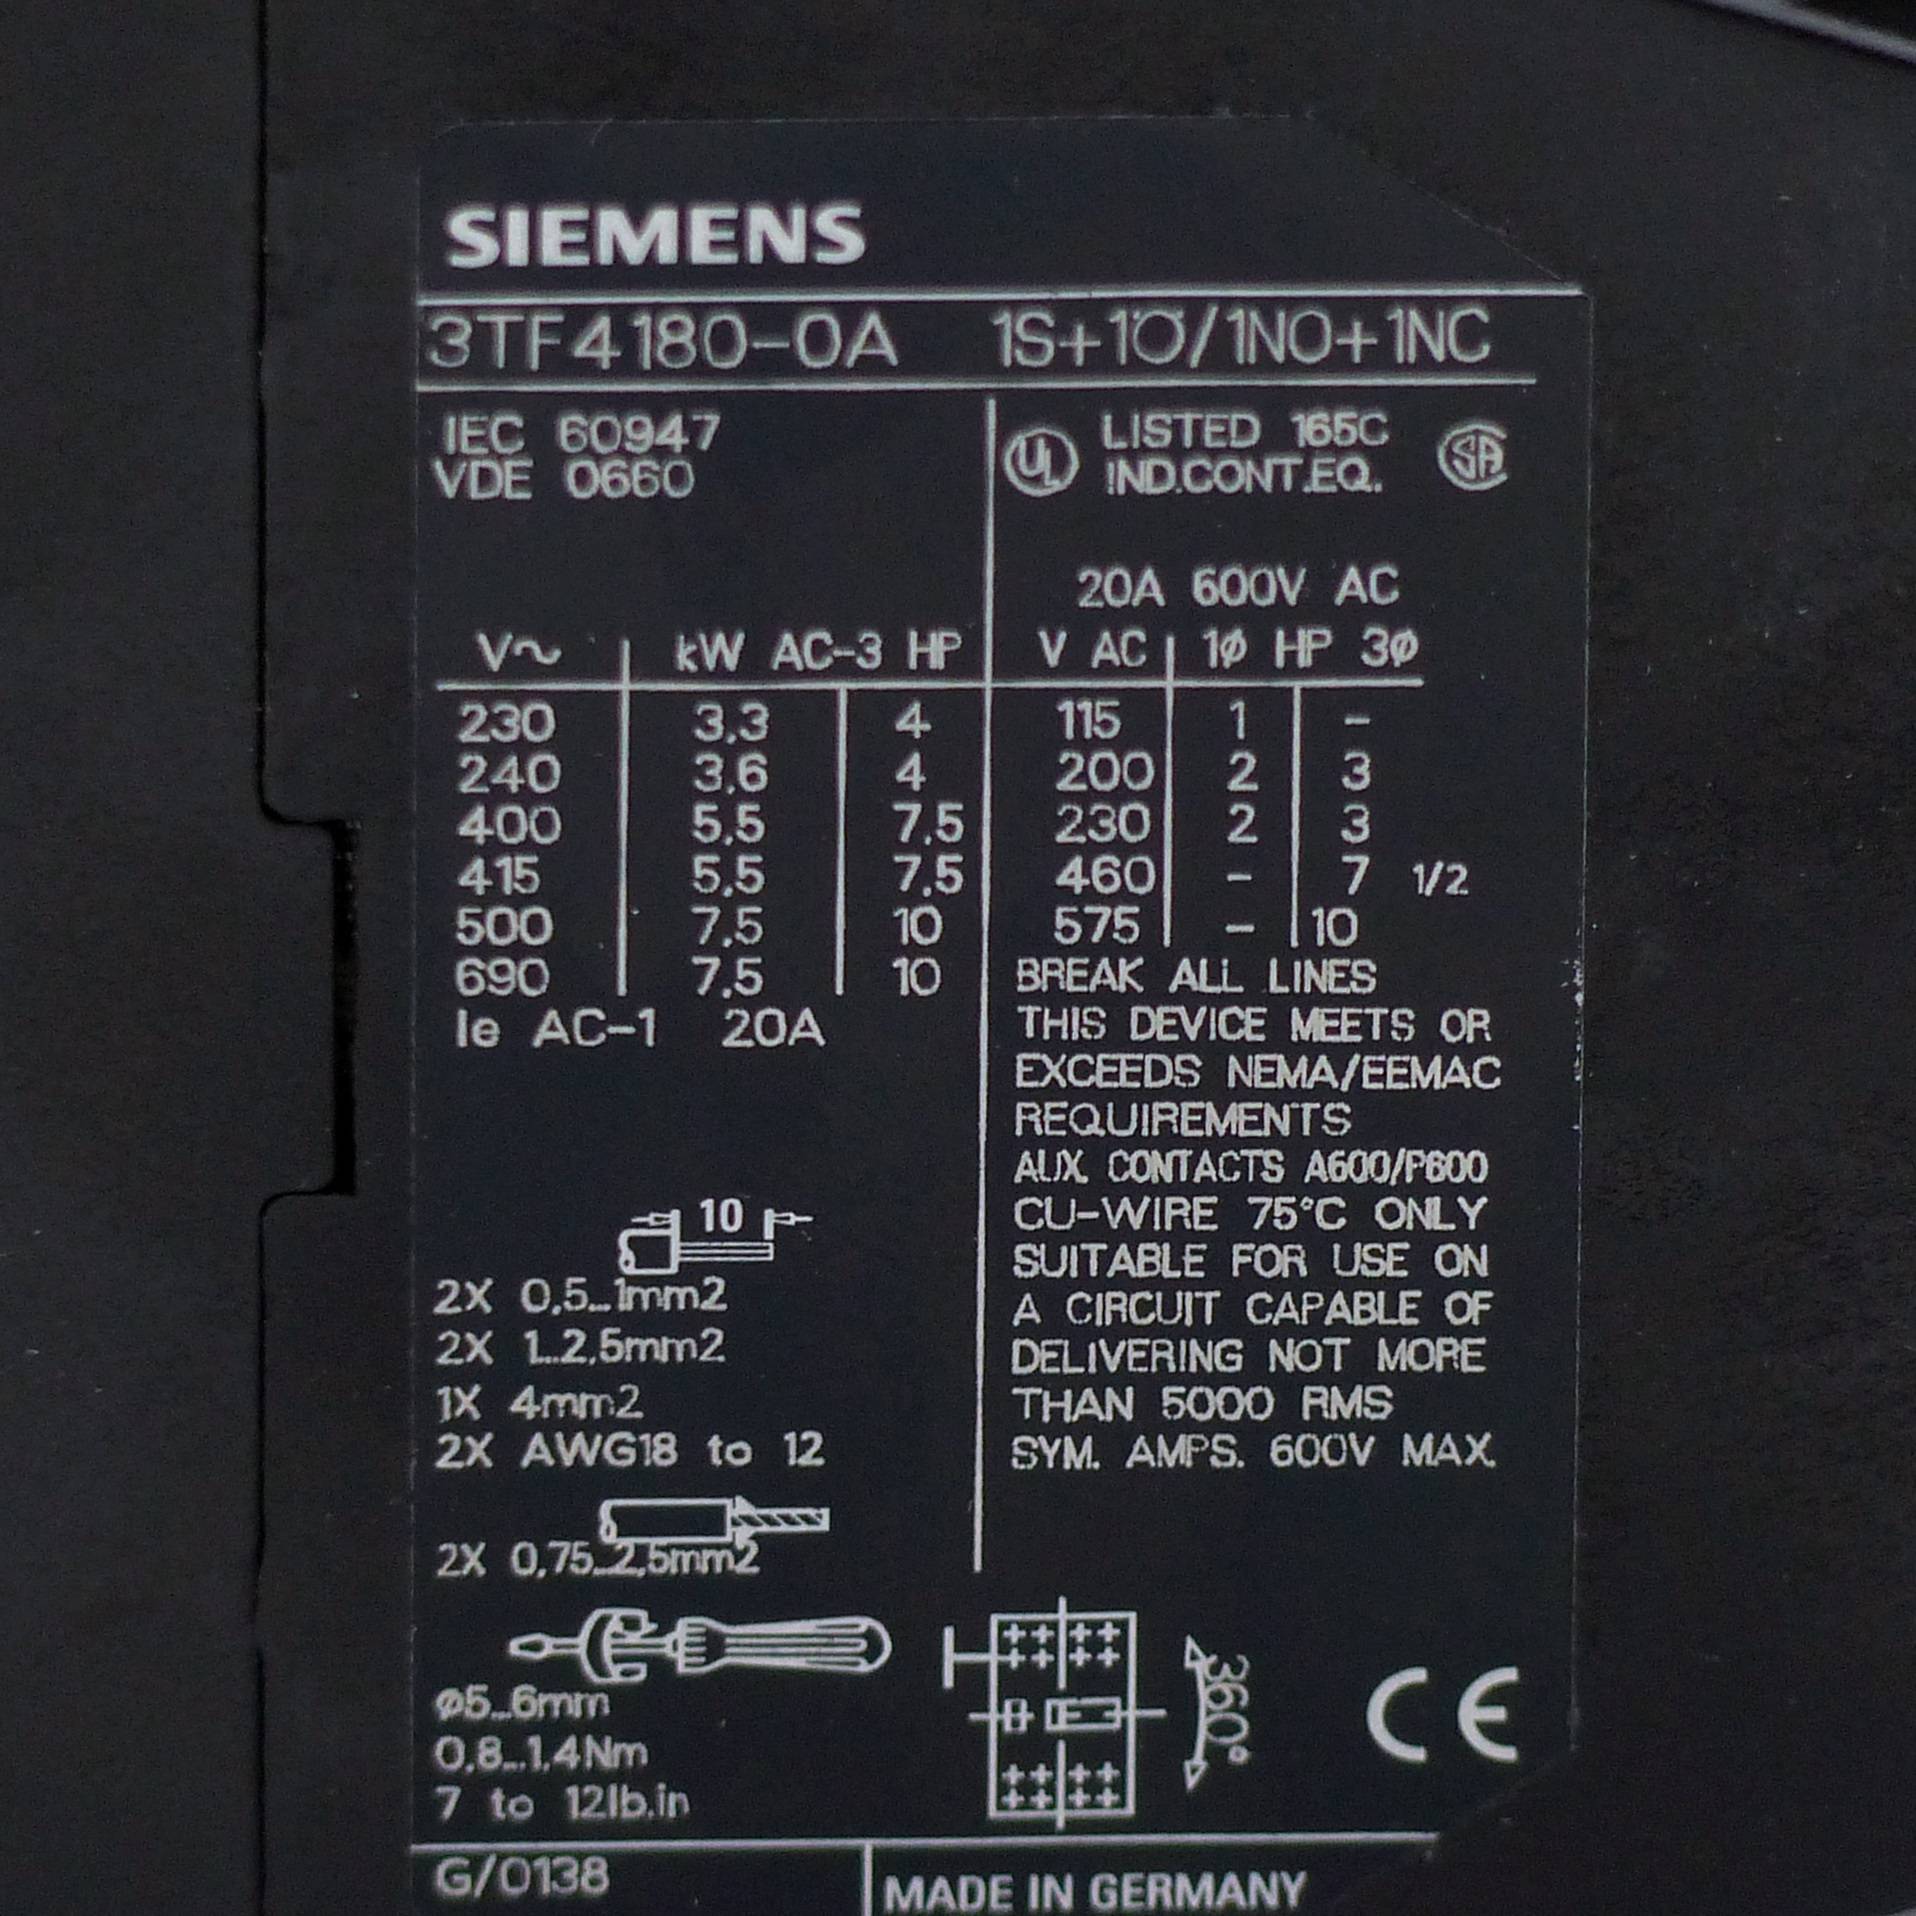 SIEMENS
3TF4180-0A 1S+1Ö/1NO+1NC
IEC 60947
VDE 0660
V~ kW AC-3 HP
230 3,3 4
240 3,6 4
400 5,5 7,5
415 5,5 7,5
500 7,5 10
690 7,5 10
Ie AC-1 20A
10
2X 0,5...1mm2
2X 1...2,5mm2
1X 4mm2
2X AWG18 to 12
2X 0,75...2,5mm2
ø5...6mm
0,8...1,4Nm
7 to 12lb.in
UL LISTED 165C SA
IND.CONT.EQ.
20A 600V AC
V AC 1ø HP 3ø
115 1 -
200 2 3
230 2 3
460 - 7 1/2
575 - 10
BREAK ALL LINES
THIS DEVICE MEETS OR
EXCEEDS NEMA/EEMAC
REQUIREMENTS
AUX. CONTACTS A600/P600
CU-WIRE 75°C ONLY
SUITABLE FOR USE ON
A CIRCUIT CAPABLE OF
DELIVERING NOT MORE
THAN 5000 RMS
SYM. AMPS. 600V MAX.
360°
CE
G/0138
MADE IN GERMANY